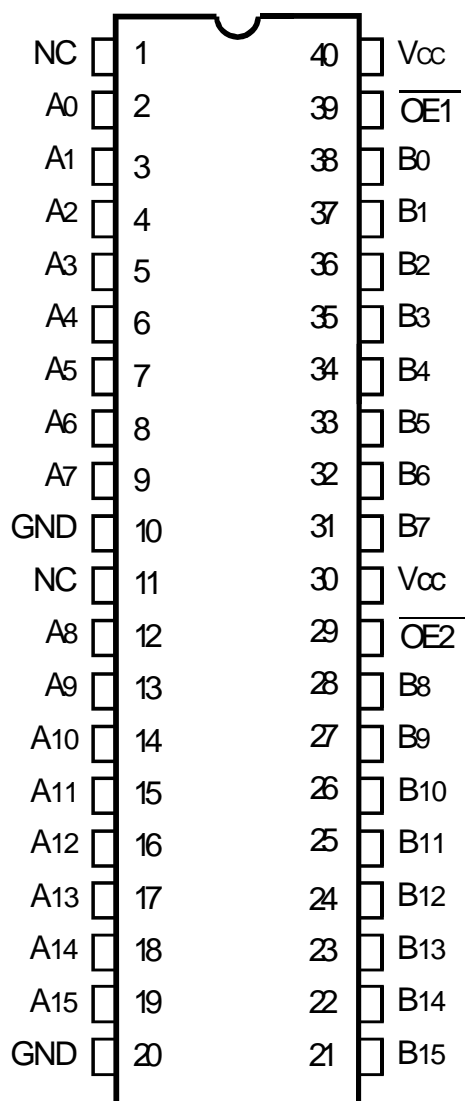 NC 1 40 Vcc
A0 2 39 OE1
A1 3 38 B0
A2 4 37 B1
A3 5 36 B2
A4 6 35 B3
A5 7 34 B4
A6 8 33 B5
A7 9 32 B6
GND 10 31 B7
NC 11 30 Vcc
A8 12 29 OE2
A9 13 28 B8
A10 14 27 B9
A11 15 26 B10
A12 16 25 B11
A13 17 24 B12
A14 18 23 B13
A15 19 22 B14
GND 20 21 B15